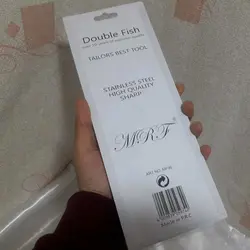 Double Fish
TAILORS BEST TOOL
STAINLESS STEEL
HIGH QUALITY
SHARP
MRF
Made in P.R.C